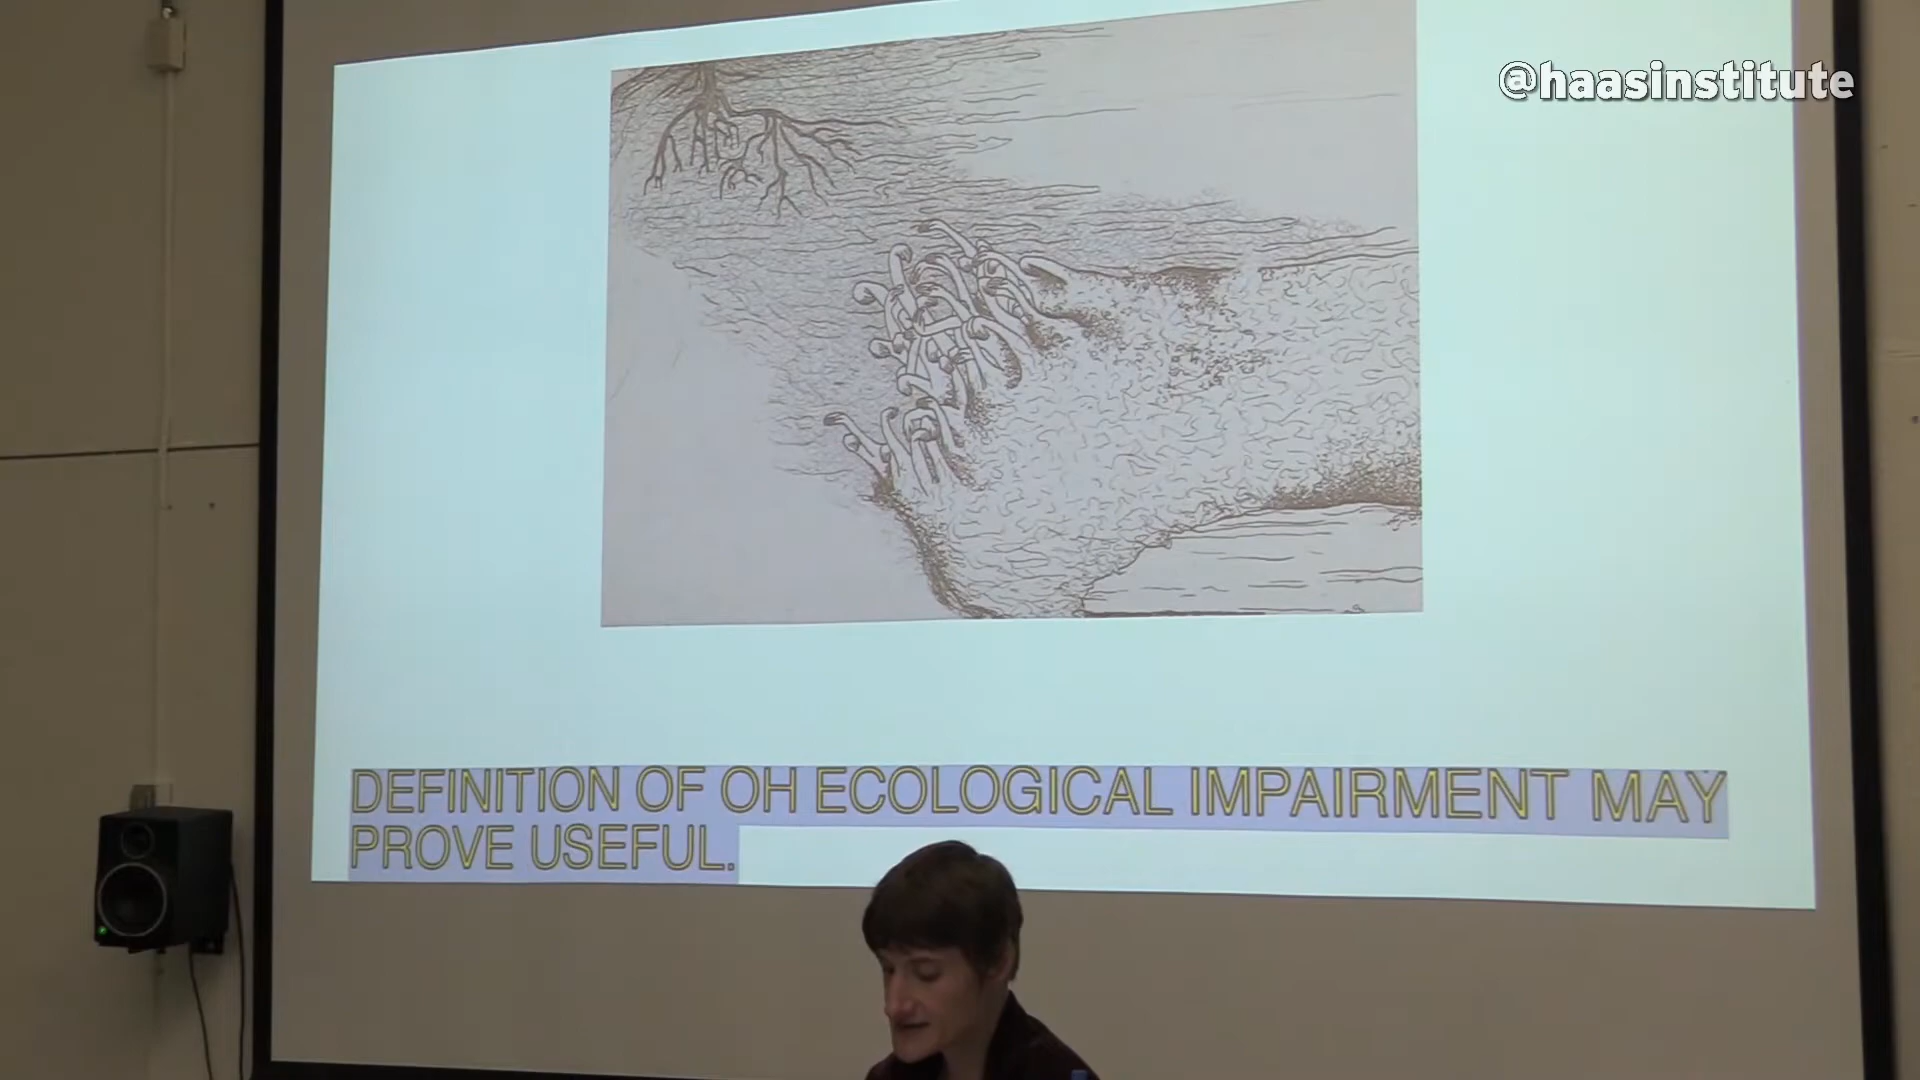 @haasinstitute
DEFINITION OF OH ECOLOGICAL IMPAIRMENT MAY
PROVE USEFUL.